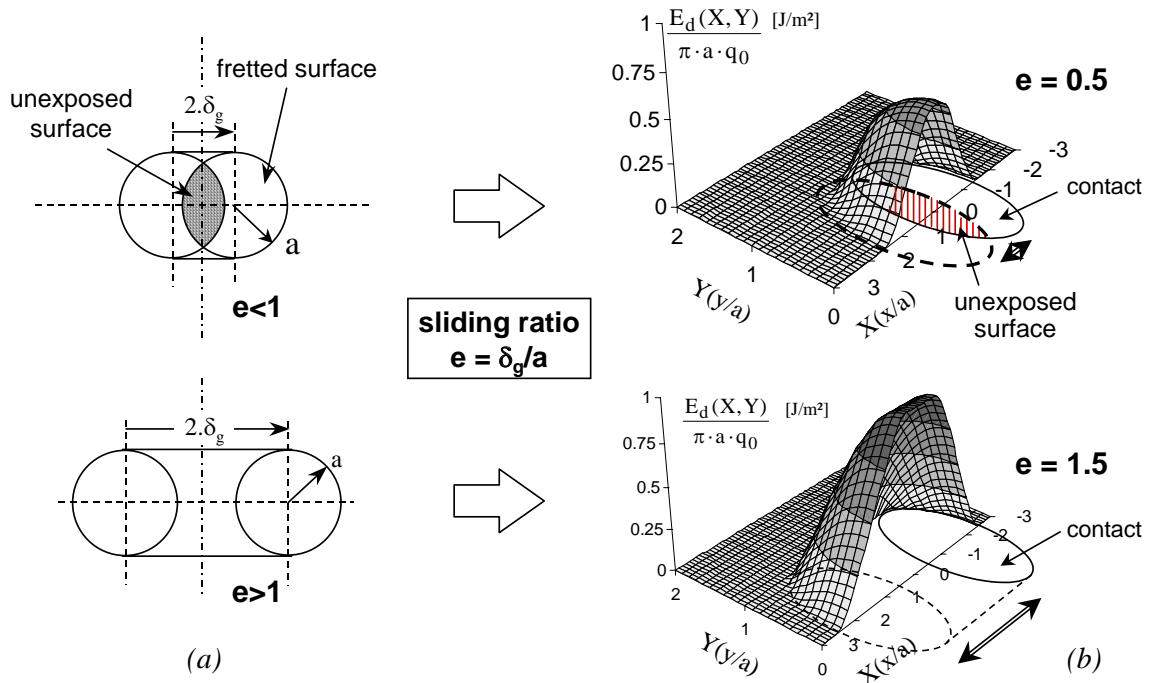 unexposed
surface
fretted surface
2.δg
a
e<1
sliding ratio
e = δg/a
2.δg
a
e>1
(a)
Ed(X,Y) [J/m²]
π·a·q0
1
0.75
0.5
0.25
0
2
1
0
Y(y/a)
3
2
1
0
-1
-2
-3
X(x/a)
e = 0.5
contact
unexposed
surface
Ed(X,Y) [J/m²]
π·a·q0
1
0.75
0.5
0.25
0
2
1
0
Y(y/a)
3
2
1
0
-1
-2
-3
X(x/a)
e = 1.5
contact
(b)